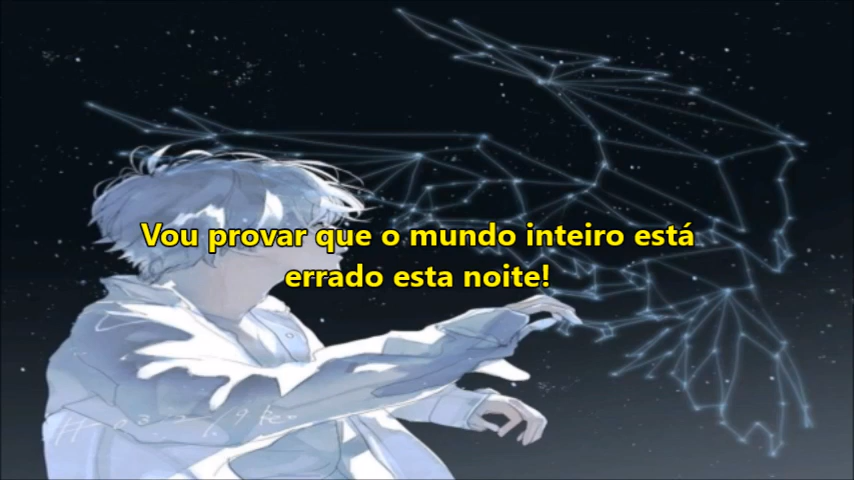 Vou provar que o mundo inteiro está
errado esta noite!